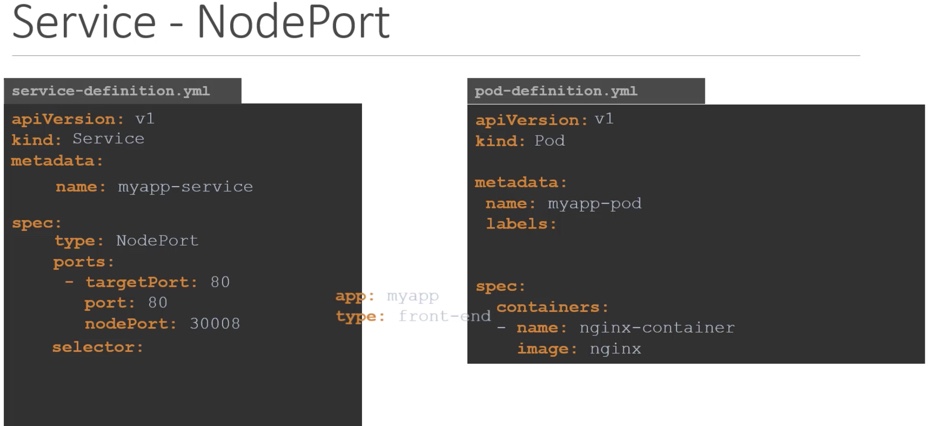 Service - NodePort
service-definition.yml
apiVersion: v1
kind: Service
metadata:
name: myapp-service
spec:
type: NodePort
ports:
- targetPort: 80
port: 80
nodePort: 30008
selector:
app: myapp
type: front-end
pod-definition.yml
apiVersion: v1
kind: Pod
metadata:
name: myapp-pod
labels:
spec:
containers:
- name: nginx-container
image: nginx